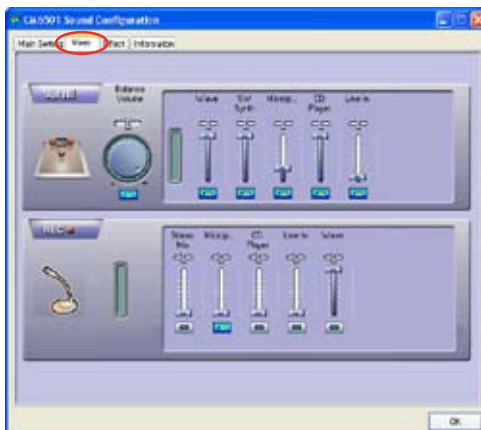 CM6501 Sound Configuration
Main Setting Mixer Effect Information
Balance
Volume
Wave
SW
Synth
Microp...
CD
Player
Line In
REC
Stereo
Mix
Microp...
CD
Player
Line In
Wave
OK